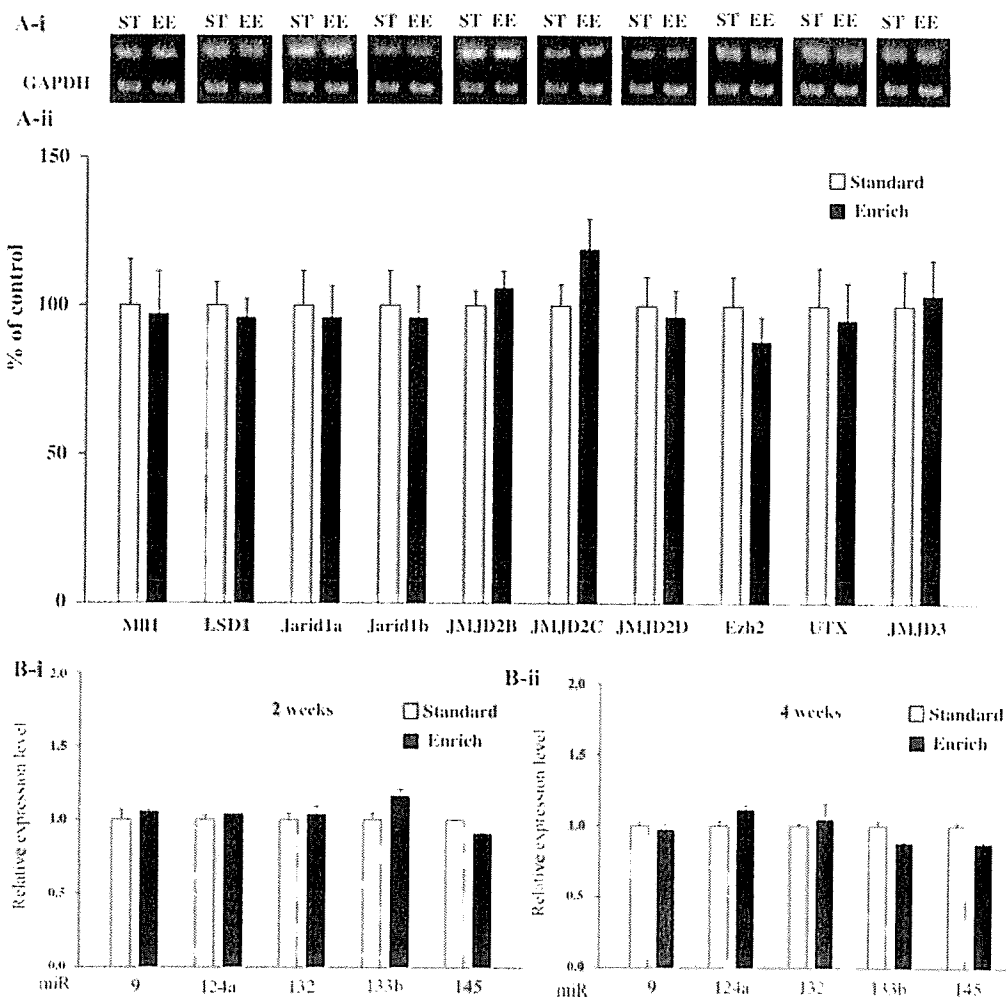 A-i
ST EE ST EE ST EE ST EE ST EE ST EE ST EE ST EE ST EE ST EE
GAPDH
A-ii
150
100
50
0
% of control
Standard
Enrich
Mll1 LSD1 Jarid1a Jarid1b JMJD2B JMJD2C JMJD2D Ezh2 UTX JMJD3
B-i
2.0
1.5
1.0
0.5
0.0
Relative expression level
2 weeks
Standard
Enrich
miR 9 124a 132 133b 145
B-ii
2.0
1.5
1.0
0.5
0.0
Relative expression level
4 weeks
Standard
Enrich
miR 9 124a 132 133b 145